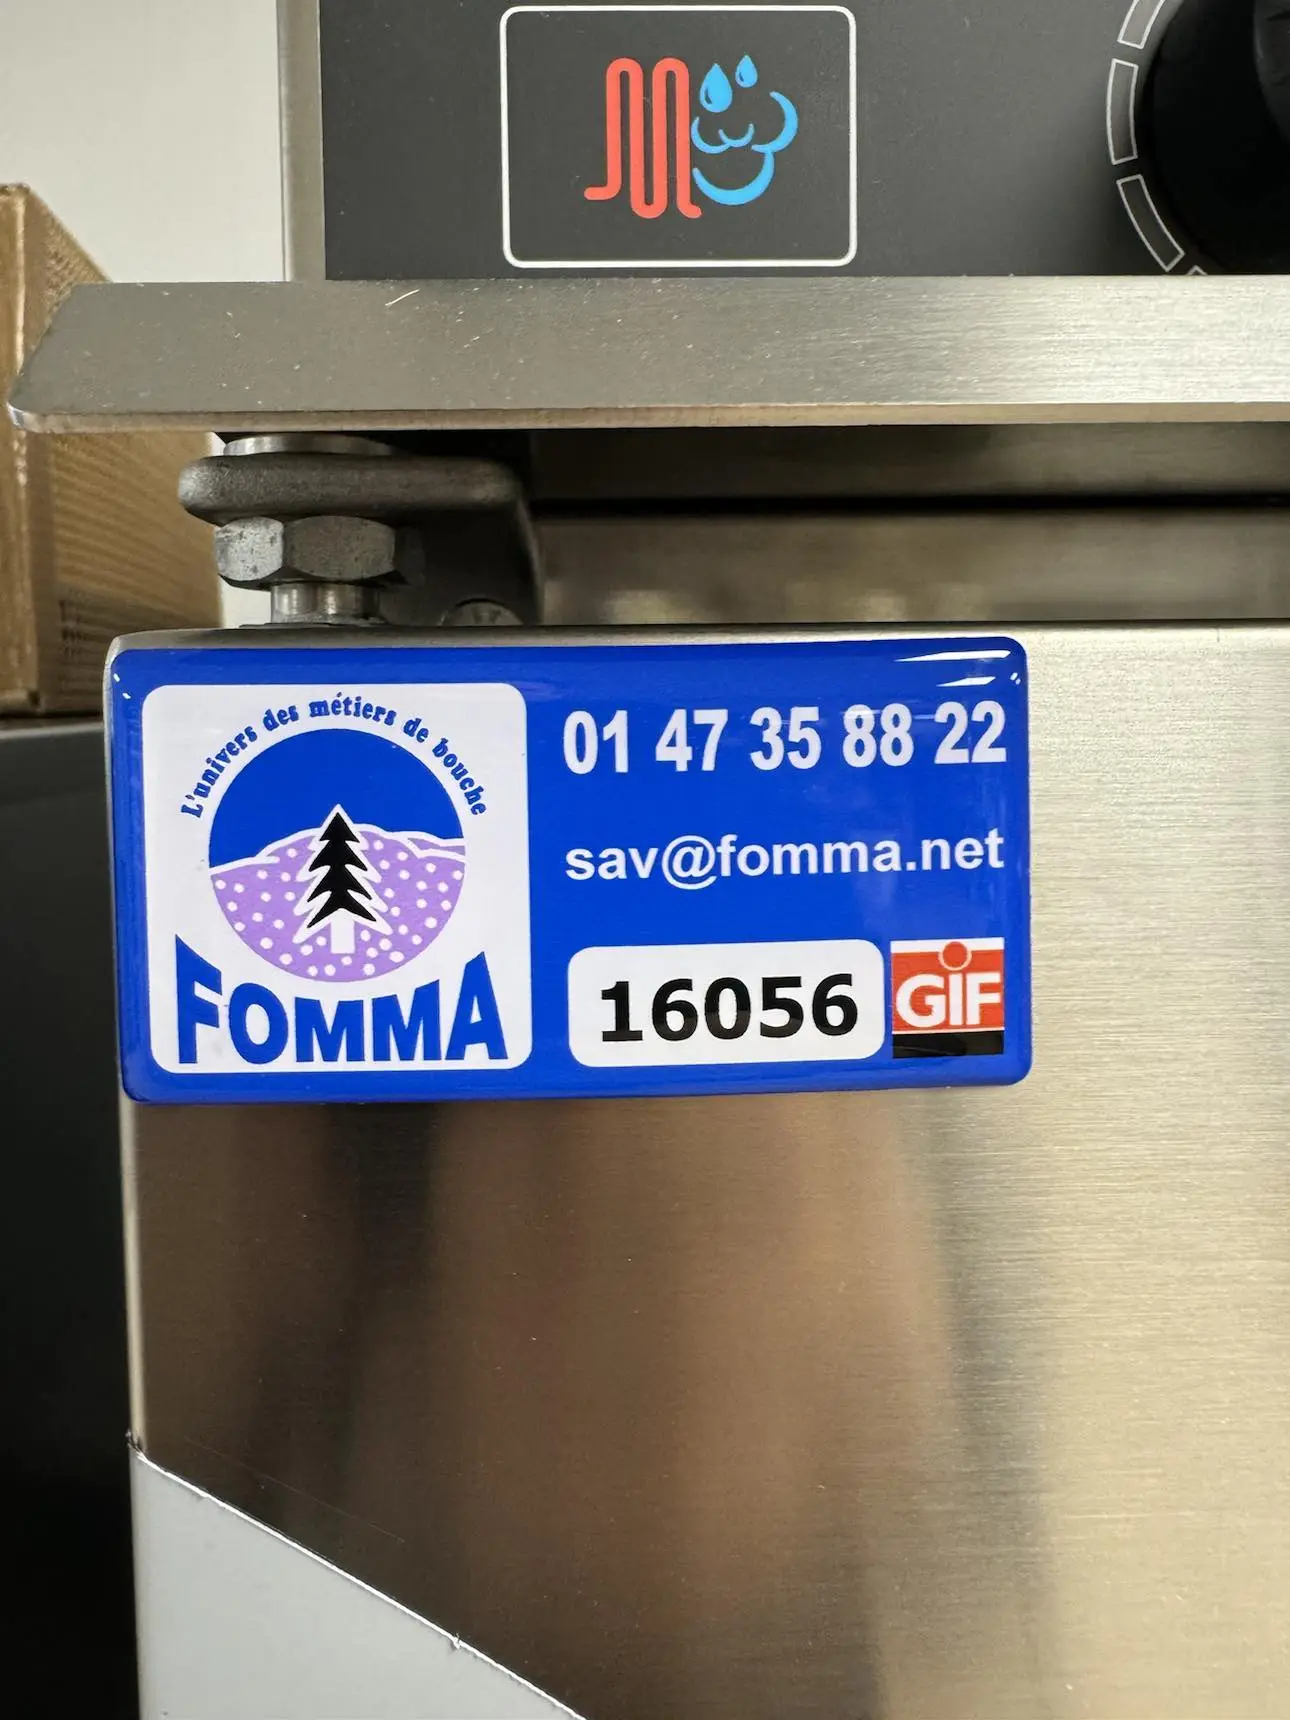 L'univers des métiers de bouche
FOMMA
01 47 35 88 22
sav@fomma.net
16056
GIF